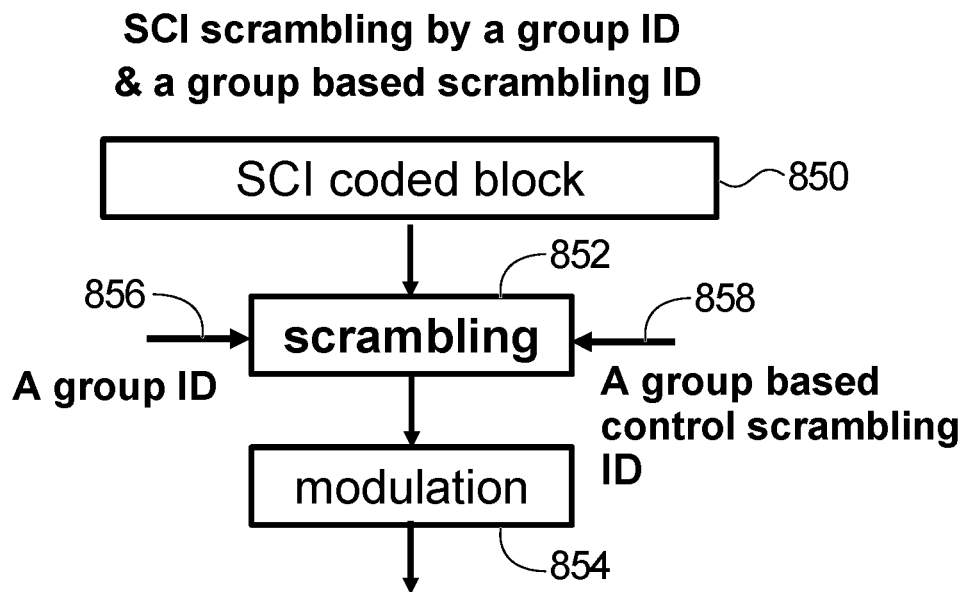 SCI scrambling by a group ID
& a group based scrambling ID
SCI coded block
850
852
856
858
scrambling
A group ID
A group based
control scrambling
ID
modulation
854